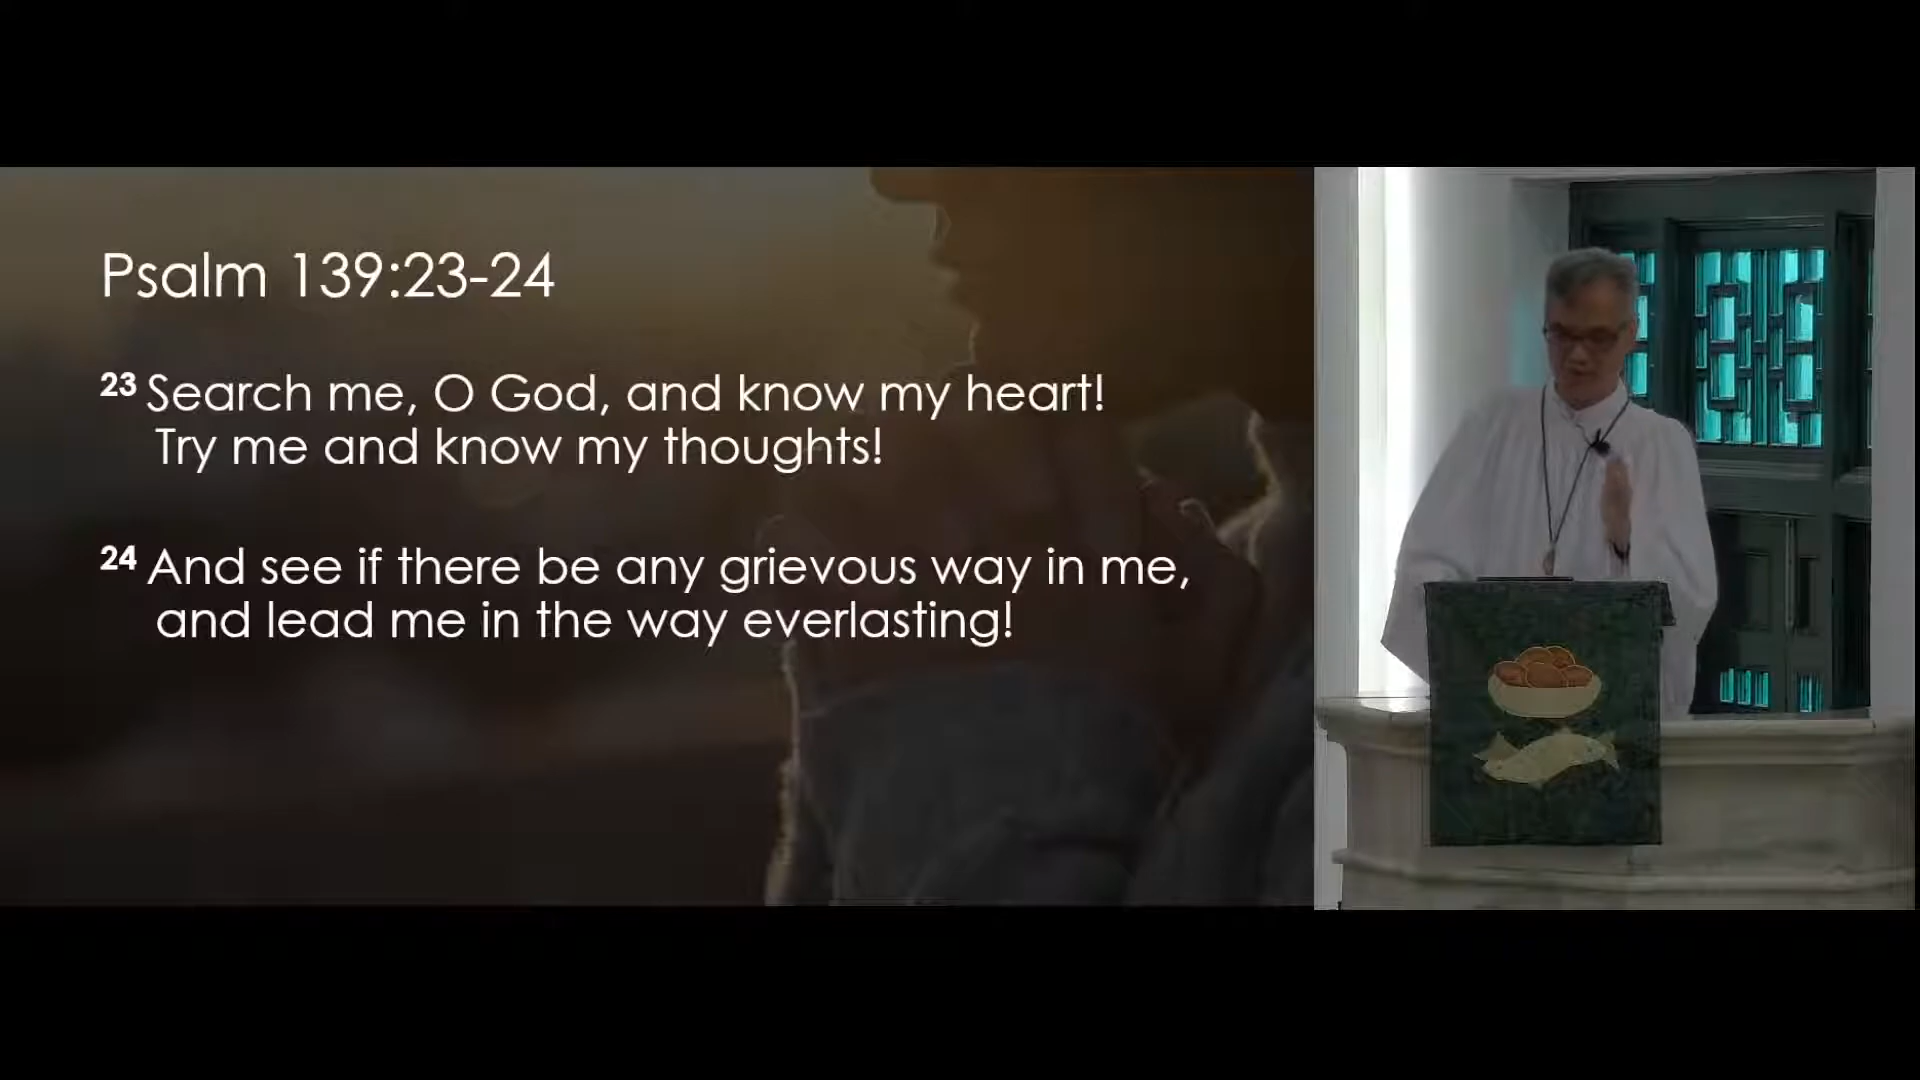 Psalm 139:23-24
23 Search me, O God, and know my heart!
Try me and know my thoughts!
24 And see if there be any grievous way in me,
and lead me in the way everlasting!